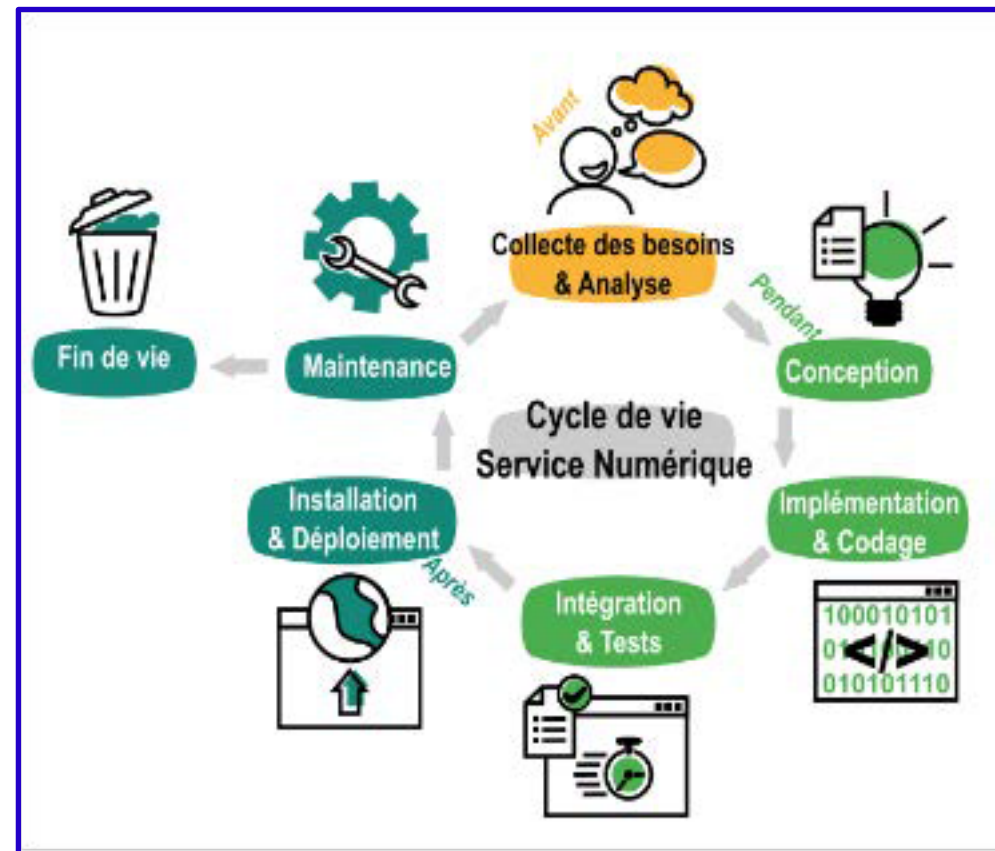 Avant
Collecte des besoins
& Analyse
Pendant
Conception
Implémentation
& Codage
100010101
</>
010101110
Intégration
& Tests
Après
Installation
& Déploiement
Maintenance
Fin de vie
Cycle de vie
Service Numérique